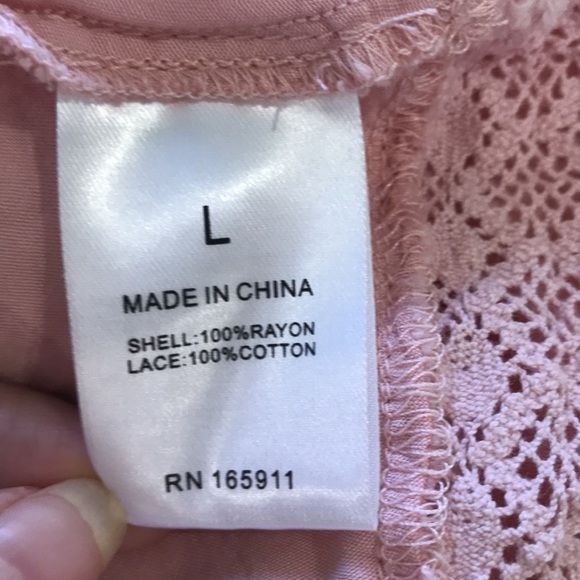 L
MADE IN CHINA
SHELL:100%RAYON
LACE:100%COTTON
RN 165911